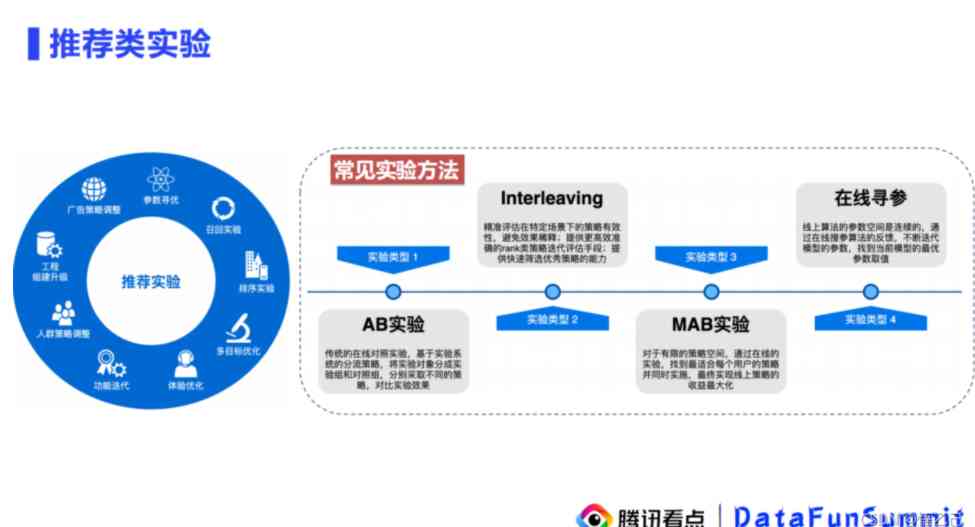 推荐类实验
常见实验方法
参数寻优
召回实验
排序实验
多目标优化
体验优化
功能迭代
人群策略调整
工程
组建升级
广告策略调整
推荐实验
实验类型 1
AB实验
传统的在线对照实验，基于实验系
统的分流策略，将实验对象分成实
验组和对照组，分别采取不同的策
略，对比实验效果
Interleaving
精准评估在特定场景下的策略有效
性，避免效果稀释；提供更高效准
确的rank类策略迭代评估手段；提
供快速筛选优秀策略的能力
实验类型 2
实验类型 3
MAB实验
对于有限的策略空间，通过在线的
实验，找到最适合每个用户的策略
并同时实施，最终实现线上策略的
收益最大化
在线寻参
线上算法的参数空间是连续的，通
过在线搜参算法的反馈，不断迭代
模型的参数，找到当前模型的最优
参数取值
实验类型 4
腾讯看点
DataFunSummit